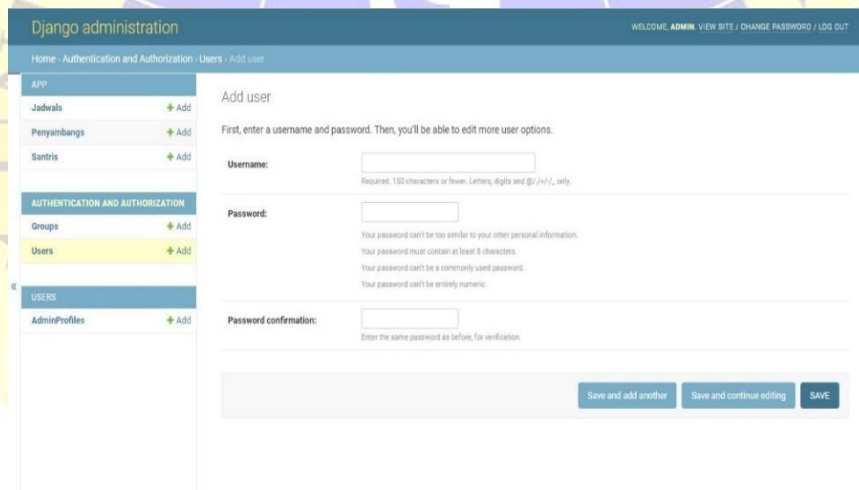 Django administration
WELCOME, ADMIN. VIEW SITE / CHANGE PASSWORD / LOG OUT
Home › Authentication and Authorization › Users › Add user
APP
Jadwals + Add
Penyambangs + Add
Santris + Add
AUTHENTICATION AND AUTHORIZATION
Groups + Add
Users + Add
«
USERS
AdminProfiles + Add
Add user
First, enter a username and password. Then, you'll be able to edit more user options.
Username:
Required. 150 characters or fewer. Letters, digits and @/./+/-/_ only.
Password:
Your password can't be too similar to your other personal information.
Your password must contain at least 8 characters.
Your password can't be a commonly used password.
Your password can't be entirely numeric.
Password confirmation:
Enter the same password as before, for verification.
Save and add another
Save and continue editing
SAVE